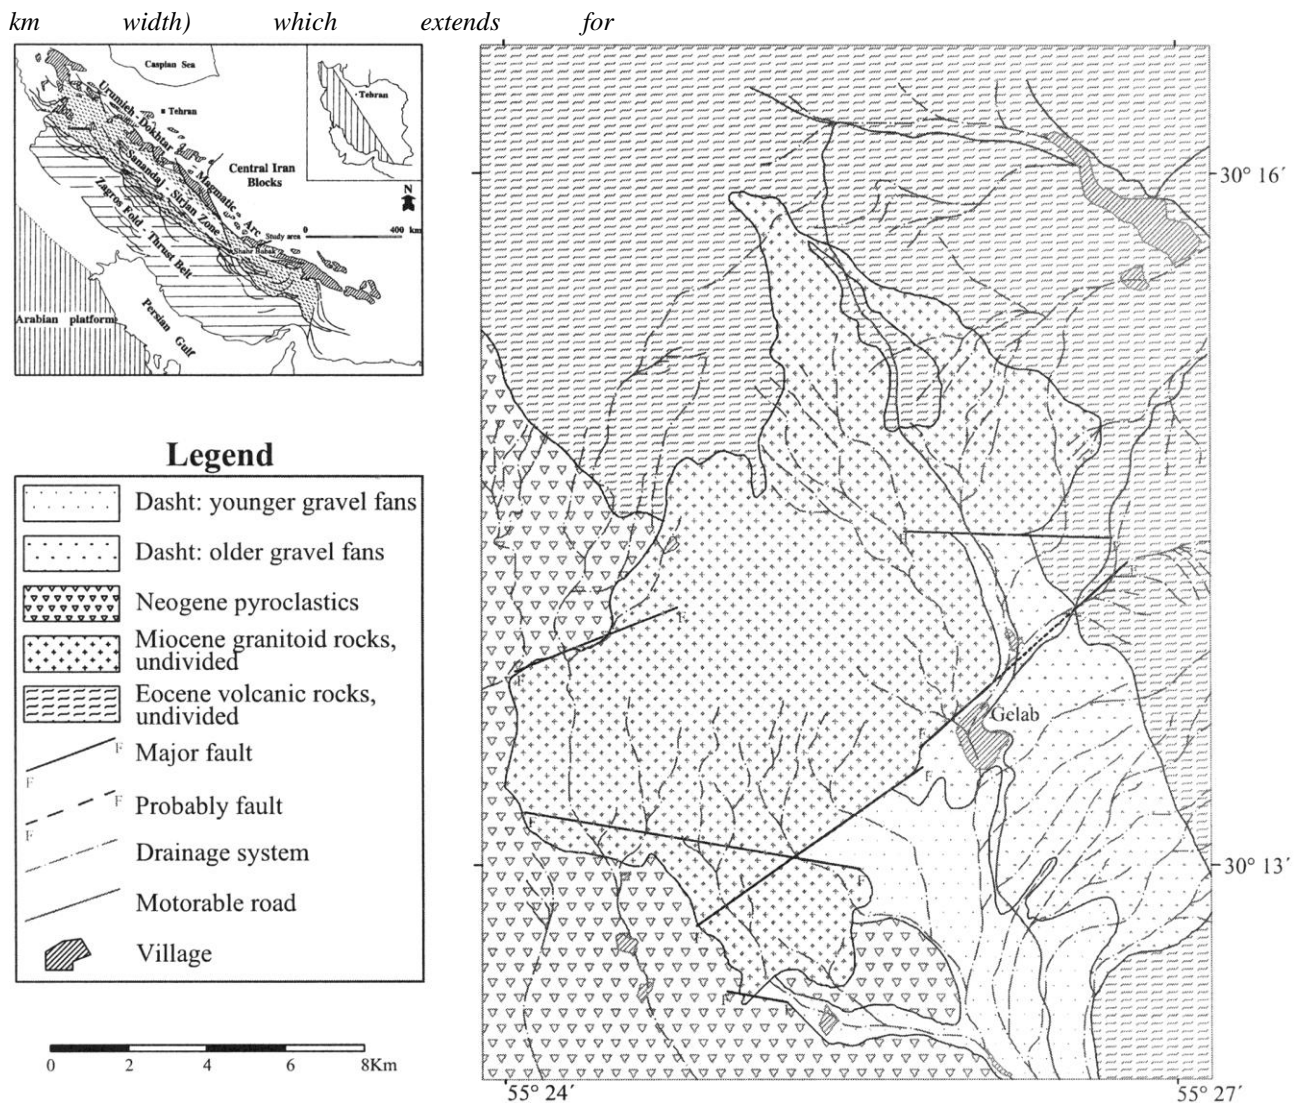 km width) which extends for
Caspian Sea
Tehran
Tehran
Urumieh-Dokhtar Magmatic Arc
Central Iran
Blocks
Sanandaj-Sirjan Zone
Zagros Fold-Thrust Belt
N
0 400 km
Study area
Arabian platform
Persian Gulf
30° 16′
Legend
Dasht: younger gravel fans
Dasht: older gravel fans
Neogene pyroclastics
Miocene granitoid rocks,
undivided
Eocene volcanic rocks,
undivided
F F Major fault
F F Probably fault
Drainage system
Motorable road
Village
0 2 4 6 8Km
Gelab
30° 13′
55° 24′
55° 27′